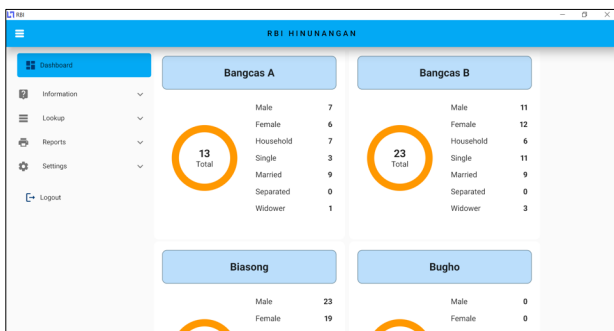 RBI
RBI HINUNANGAN
Dashboard
Information
Lookup
Reports
Settings
Logout
Bangcas A
13
Total
Male 7
Female 6
Household 7
Single 3
Married 9
Separated 0
Widower 1
Bangcas B
23
Total
Male 11
Female 12
Household 6
Single 11
Married 9
Separated 0
Widower 3
Biasong
Male 23
Female 19
Bugho
Male 0
Female 0